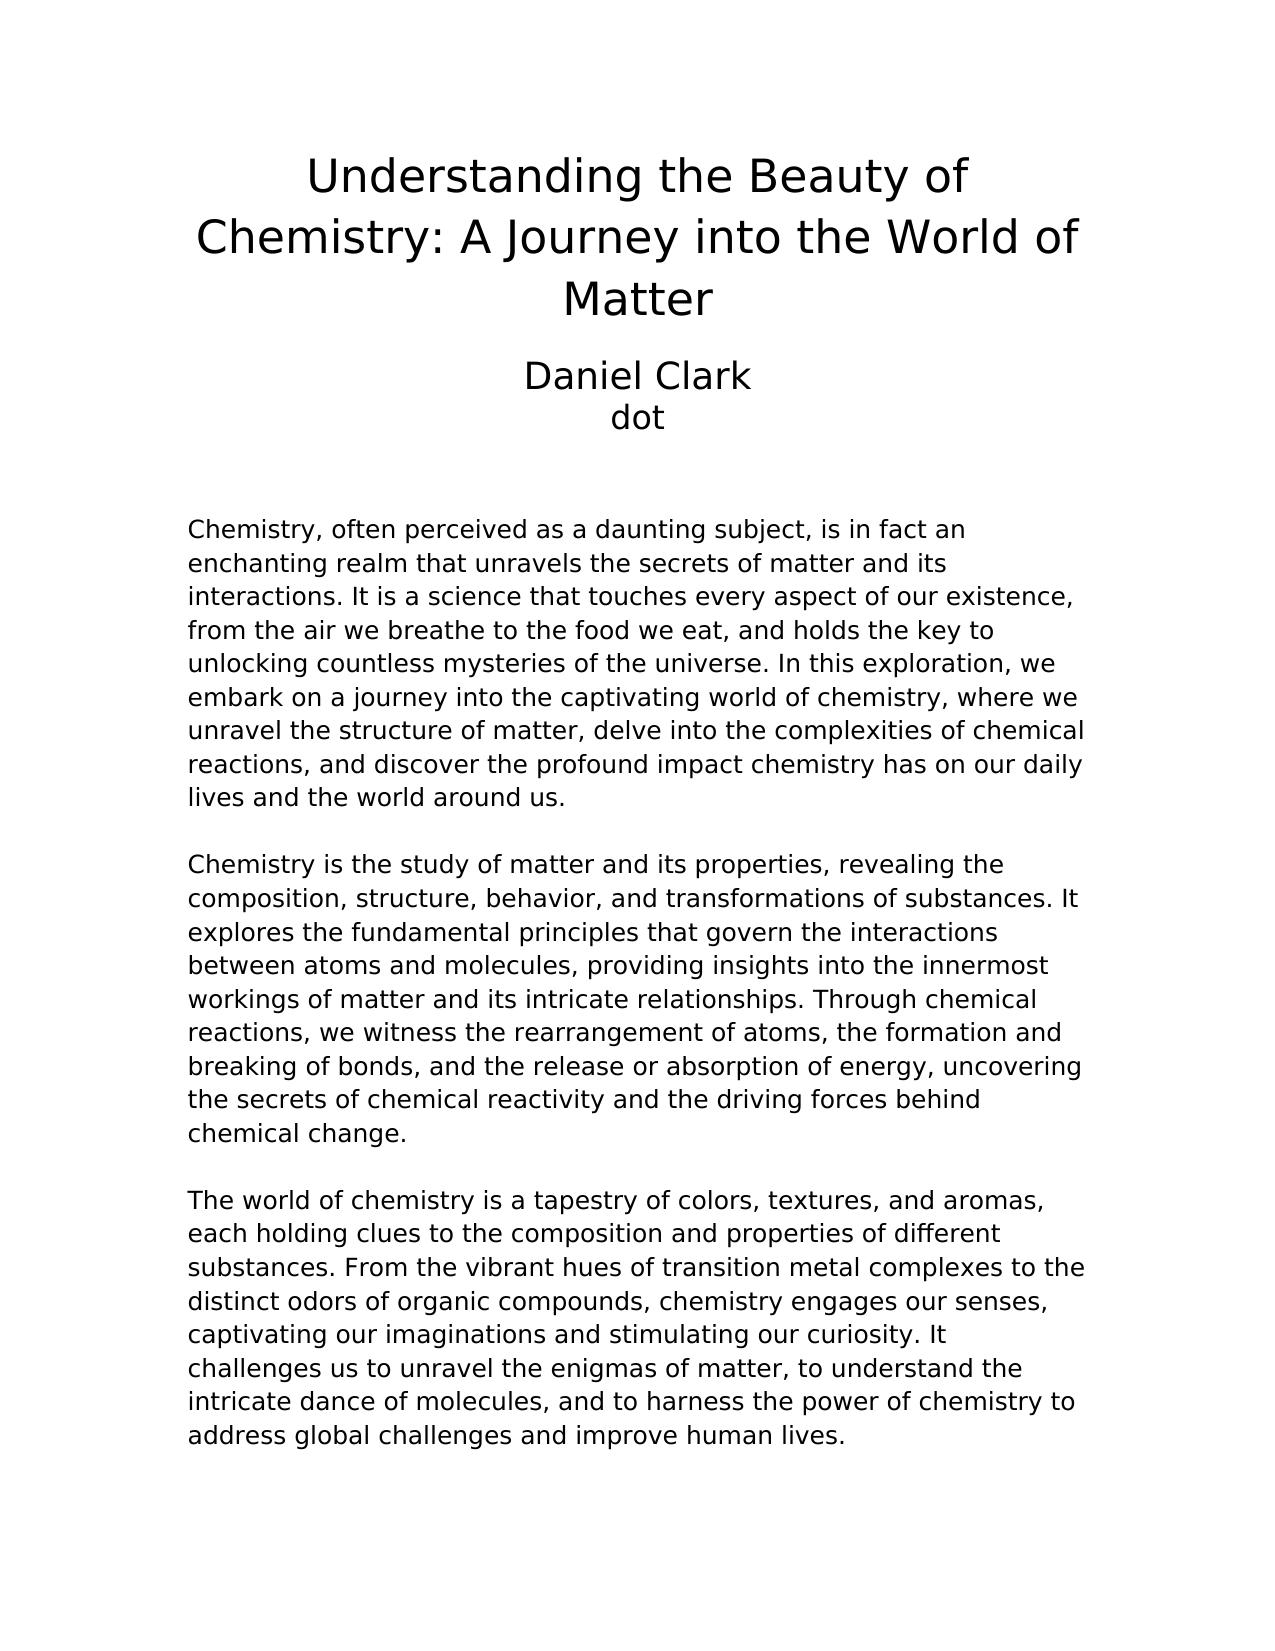 Understanding the Beauty of
Chemistry: A Journey into the World of
Matter
Daniel Clark
dot
Chemistry, often perceived as a daunting subject, is in fact an
enchanting realm that unravels the secrets of matter and its
interactions. It is a science that touches every aspect of our existence,
from the air we breathe to the food we eat, and holds the key to
unlocking countless mysteries of the universe. In this exploration, we
embark on a journey into the captivating world of chemistry, where we
unravel the structure of matter, delve into the complexities of chemical
reactions, and discover the profound impact chemistry has on our daily
lives and the world around us.
Chemistry is the study of matter and its properties, revealing the
composition, structure, behavior, and transformations of substances. It
explores the fundamental principles that govern the interactions
between atoms and molecules, providing insights into the innermost
workings of matter and its intricate relationships. Through chemical
reactions, we witness the rearrangement of atoms, the formation and
breaking of bonds, and the release or absorption of energy, uncovering
the secrets of chemical reactivity and the driving forces behind
chemical change.
The world of chemistry is a tapestry of colors, textures, and aromas,
each holding clues to the composition and properties of different
substances. From the vibrant hues of transition metal complexes to the
distinct odors of organic compounds, chemistry engages our senses,
captivating our imaginations and stimulating our curiosity. It
challenges us to unravel the enigmas of matter, to understand the
intricate dance of molecules, and to harness the power of chemistry to
address global challenges and improve human lives.